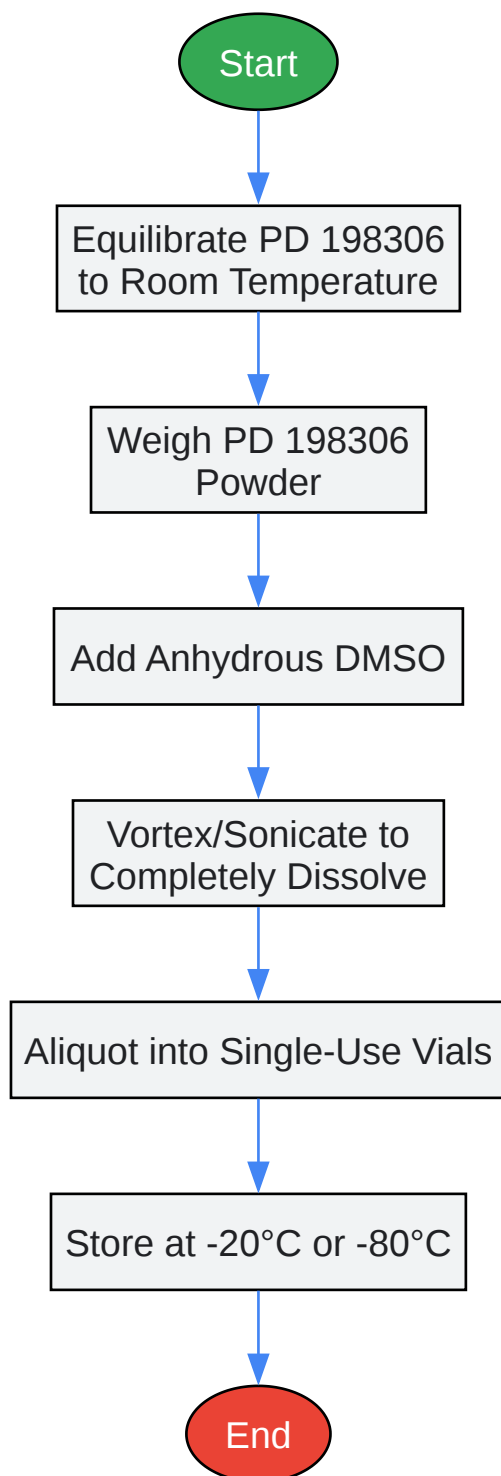 Start
Equilibrate PD 198306
to Room Temperature
Weigh PD 198306
Powder
Add Anhydrous DMSO
Vortex/Sonicate to
Completely Dissolve
Aliquot into Single-Use Vials
Store at -20°C or -80°C
End